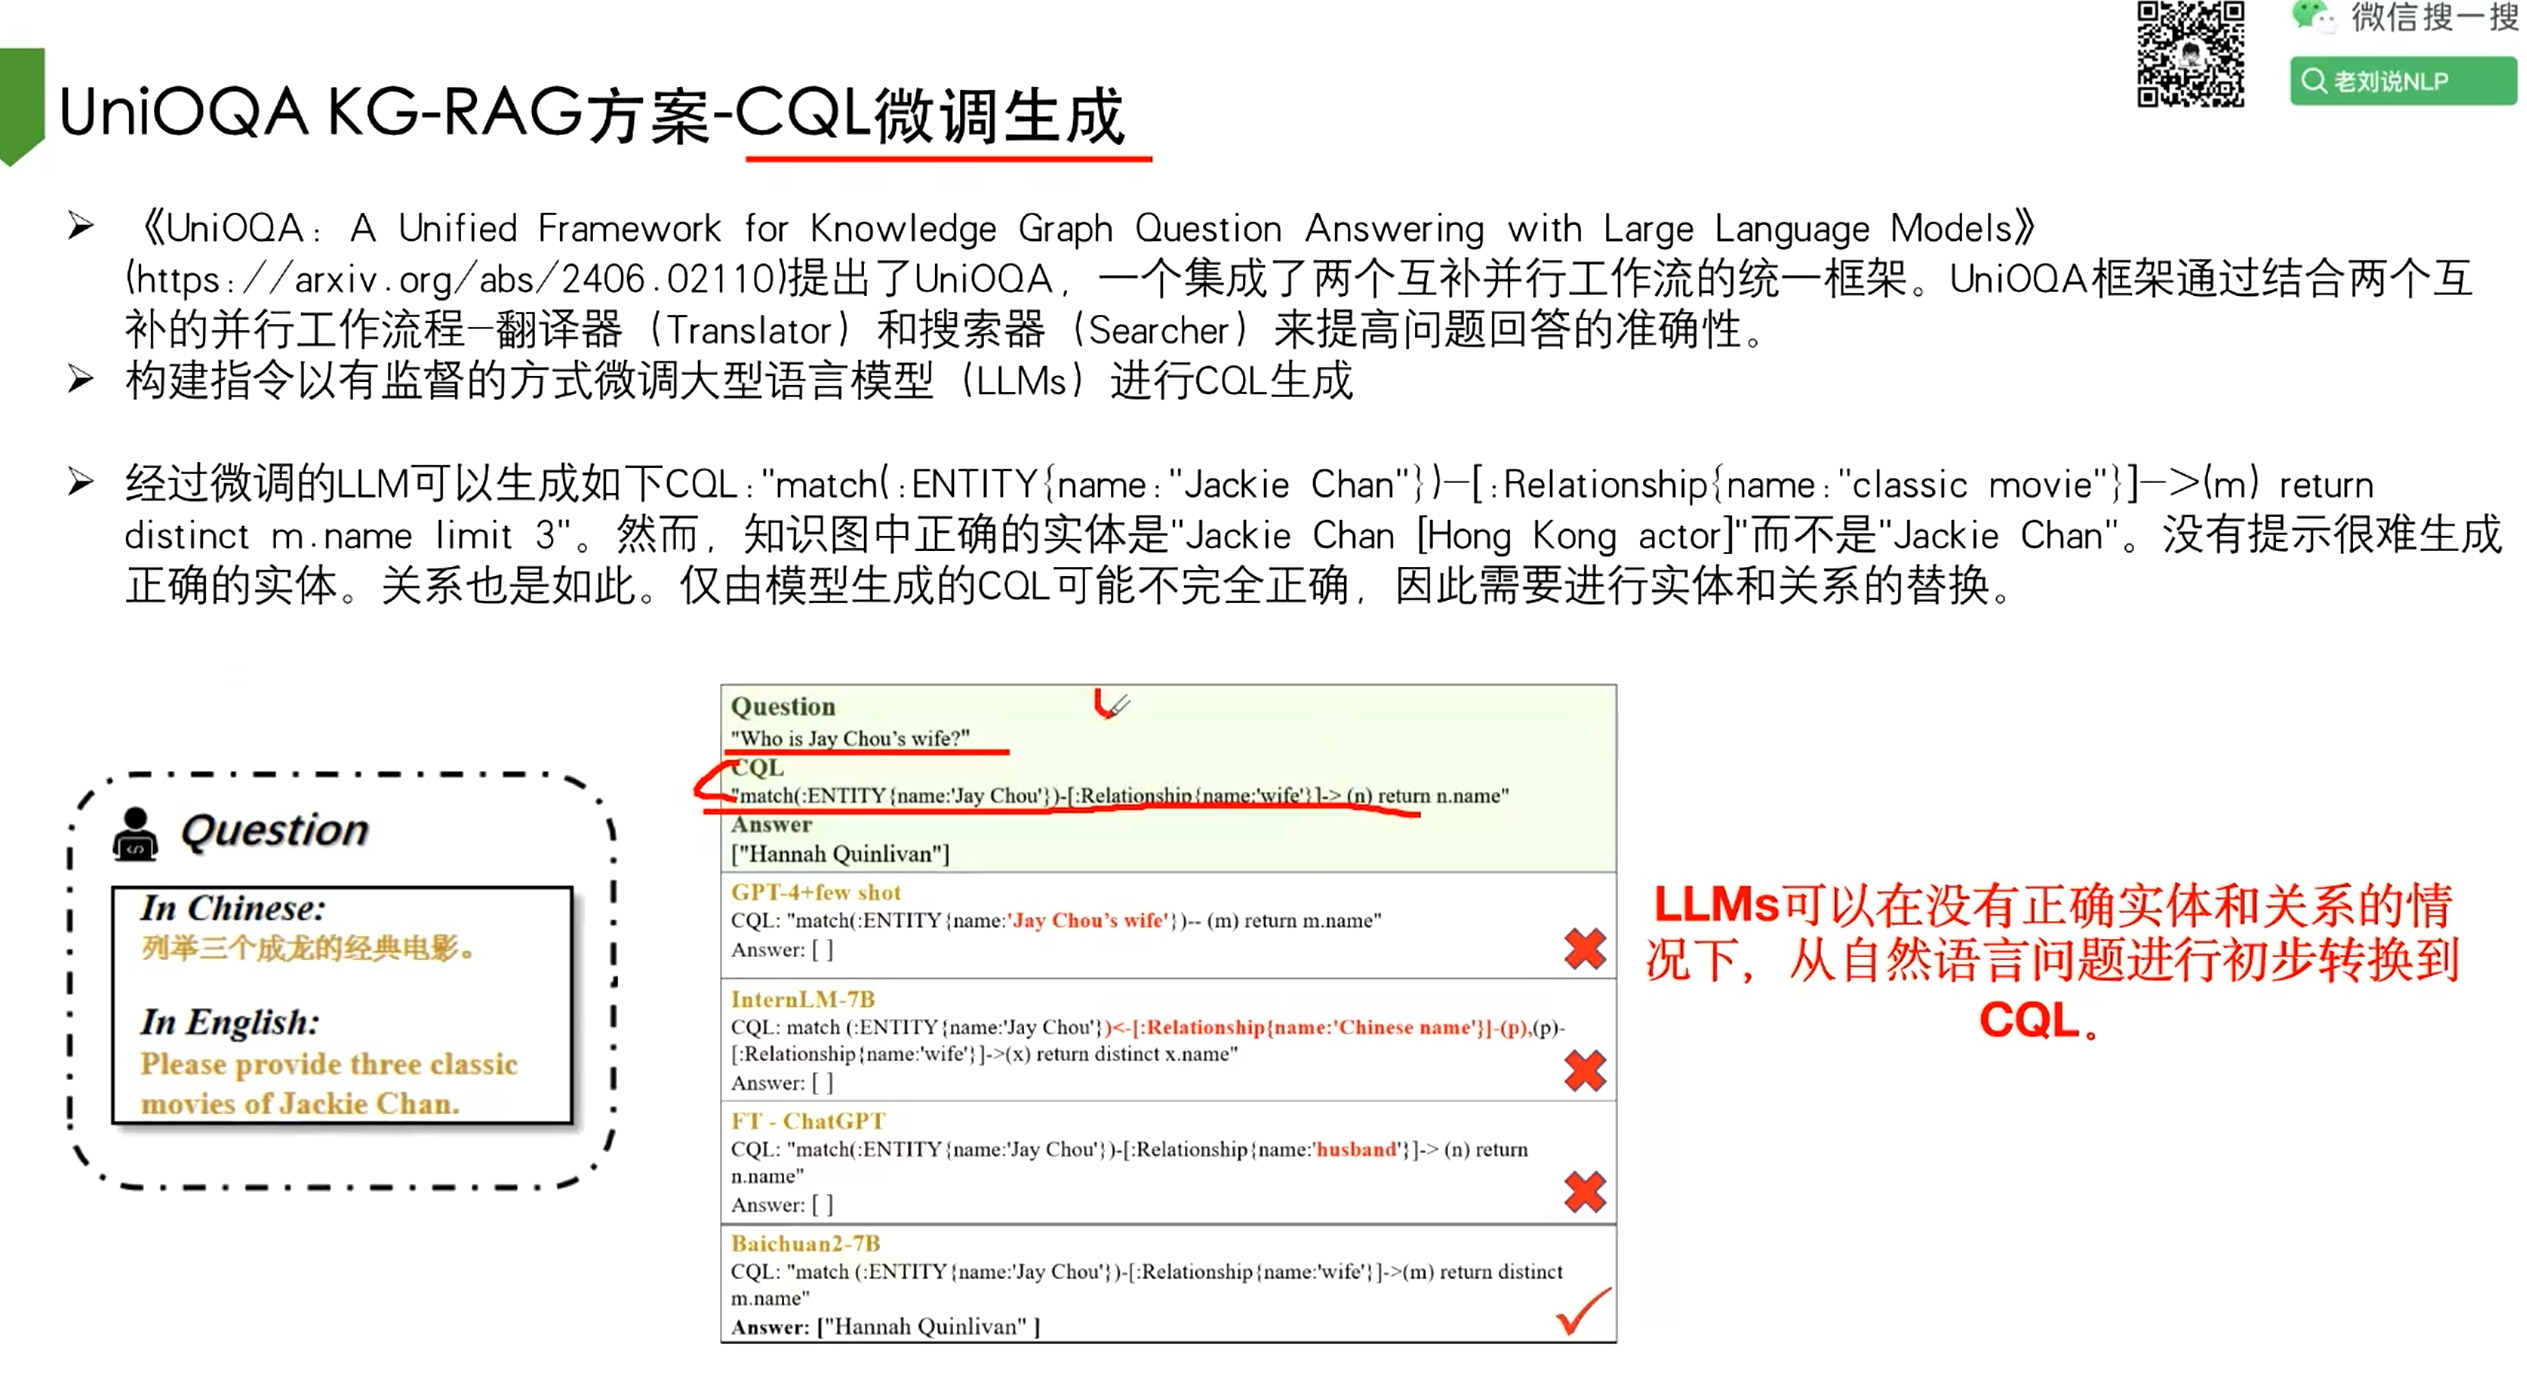 微信搜一搜
老刘说NLP
UniOQA KG-RAG方案-CQL微调生成
《UniOQA: A Unified Framework for Knowledge Graph Question Answering with Large Language Models》
(https://arxiv.org/abs/2406.02110)提出了UniOQA, 一个集成了两个互补并行工作流的统一框架。UniOQA框架通过结合两个互
补的并行工作流程—翻译器（Translator）和搜索器（Searcher）来提高问题回答的准确性。
构建指令以有监督的方式微调大型语言模型（LLMs）进行CQL生成
经过微调的LLM可以生成如下CQL:"match(:ENTITY{name:"Jackie Chan"})—[:Relationship{name:"classic movie"}]—>(m) return
distinct m.name limit 3"。然而, 知识图中正确的实体是"Jackie Chan [Hong Kong actor]"而不是"Jackie Chan"。没有提示很难生成
正确的实体。关系也是如此。仅由模型生成的CQL可能不完全正确, 因此需要进行实体和关系的替换。
Question
In Chinese:
列举三个成龙的经典电影。
In English:
Please provide three classic
movies of Jackie Chan.
Question
"Who is Jay Chou's wife?"
CQL
"match(:ENTITY{name:'Jay Chou'})-[:Relationship{name:'wife'}]-> (n) return n.name"
Answer
["Hannah Quinlivan"]
GPT-4+few shot
CQL: "match(:ENTITY{name:'Jay Chou's wife'})-- (m) return m.name"
Answer: [ ]
InternLM-7B
CQL: match (:ENTITY{name:'Jay Chou'})<-[:Relationship{name:'Chinese name'}]-(p),(p)-
[:Relationship{name:'wife'}]->(x) return distinct x.name"
Answer: [ ]
FT - ChatGPT
CQL: "match(:ENTITY{name:'Jay Chou'})-[:Relationship{name:'husband'}]-> (n) return
n.name"
Answer: [ ]
Baichuan2-7B
CQL: "match (:ENTITY{name:'Jay Chou'})-[:Relationship{name:'wife'}]->(m) return distinct
m.name"
Answer: ["Hannah Quinlivan" ]
LLMs可以在没有正确实体和关系的情
况下，从自然语言问题进行初步转换到
CQL。